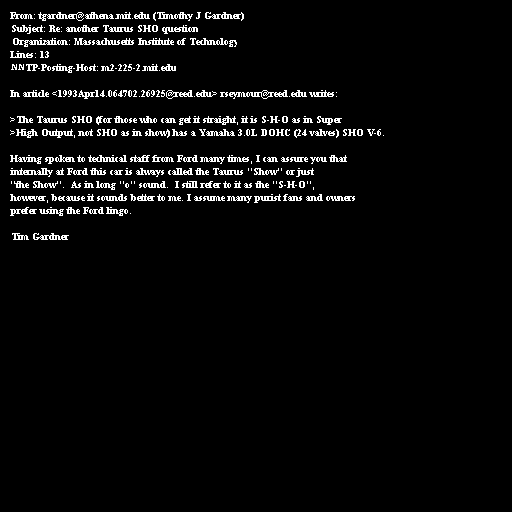 From: tgardner@athena.mit.edu (Timothy J Gardner)
Subject: Re: another Taurus SHO question
Organization: Massachusetts Institute of Technology
Lines: 13
NNTP-Posting-Host: m2-225-2.mit.edu

In article <1993Apr14.064702.26925@reed.edu> rseymour@reed.edu writes:

>The Taurus SHO (for those who can get it straight, it is S-H-O as in Super
>High Output, not SHO as in show) has a Yamaha 3.0L DOHC (24 valves) SHO V-6.

Having spoken to technical staff from Ford many times, I can assure you that
internally at Ford this car is always called the Taurus "Show" or just
"the Show".  As in long "o" sound.  I still refer to it as the "S-H-O",
however, because it sounds better to me. I assume many purist fans and owners
prefer using the Ford lingo.

Tim Gardner